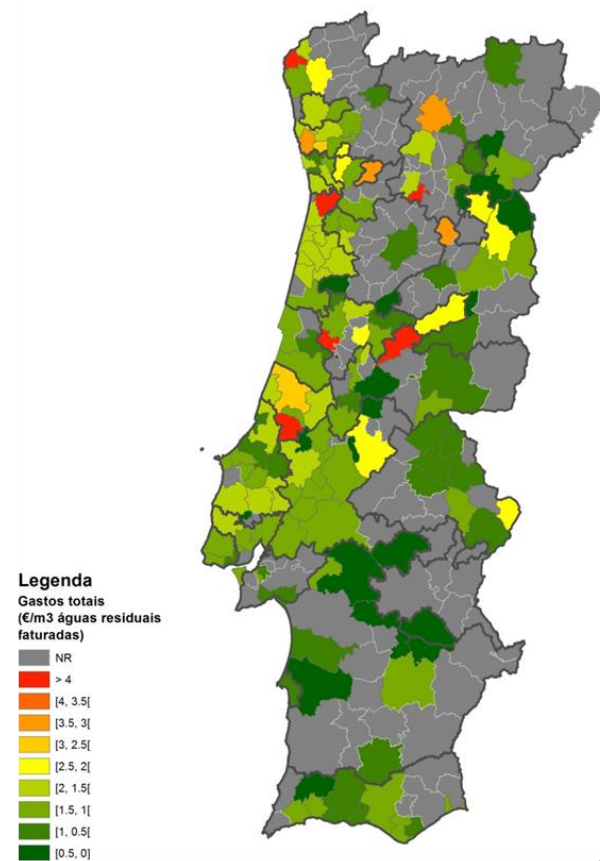 Legenda
Gastos totais
(€/m3 águas residuais
faturadas)
NR
> 4
[4, 3.5[
[3.5, 3[
[3, 2.5[
[2.5, 2[
[2, 1.5[
[1.5, 1[
[1, 0.5[
[0.5, 0]